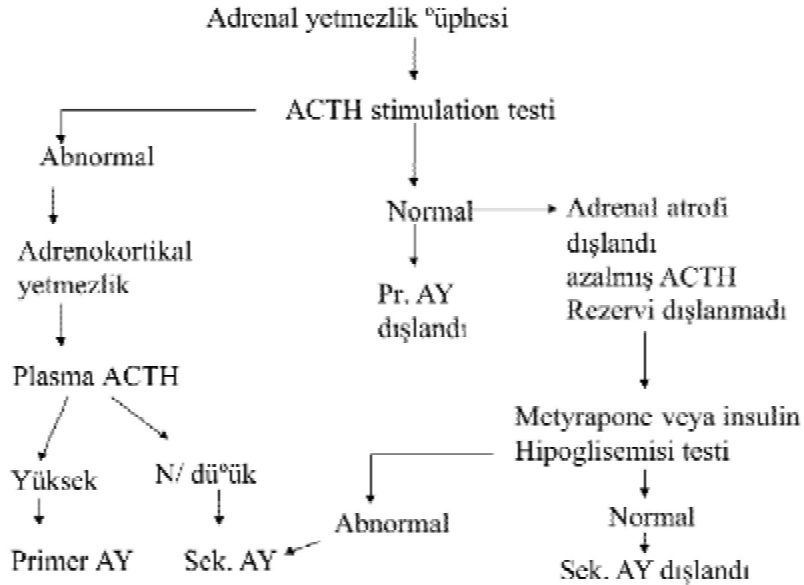 Adrenal yetmezlik ºüphesi
ACTH stimulation testi
Abnormal
Normal
Adrenal atrofi
dışlandı
azalmış ACTH
Rezervi dışlanmadı
Adrenokortikal
yetmezlik
Pr. AY
dışlandı
Plasma ACTH
Metyrapone veya insulin
Hipoglisemisi testi
Yüksek
N/ düºük
Abnormal
Normal
Primer AY
Sek. AY
Sek. AY dışlandı